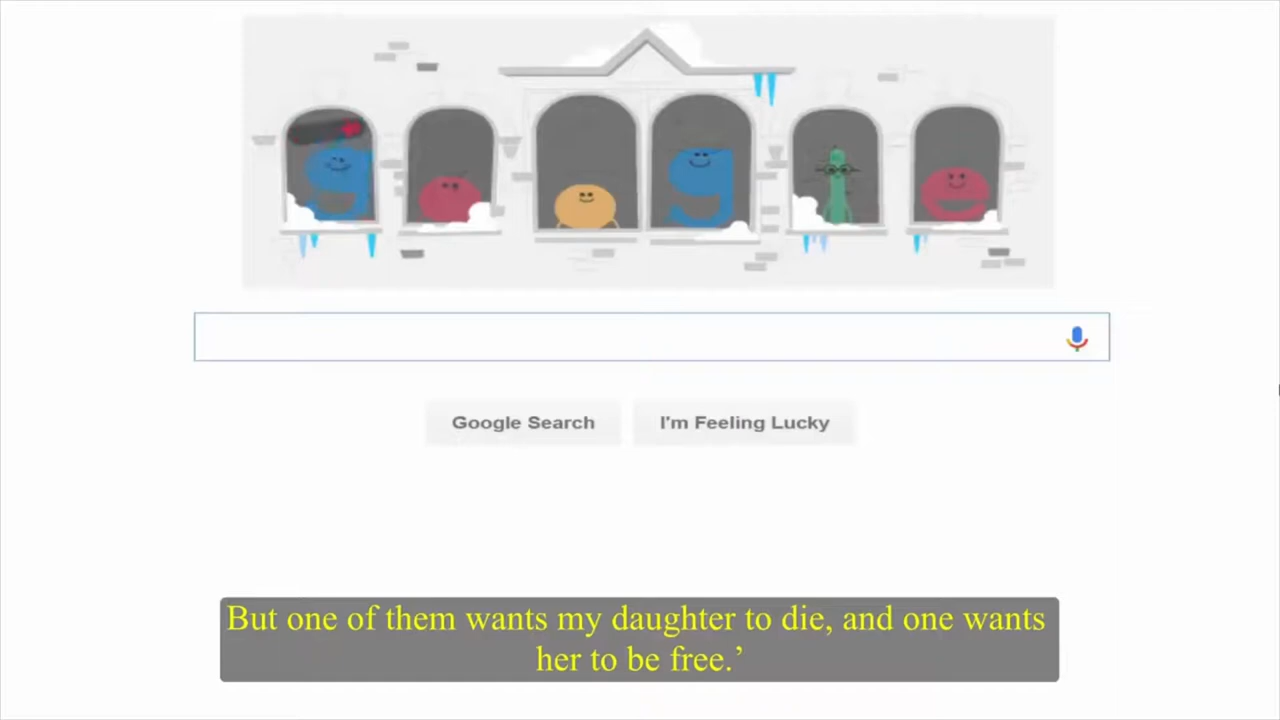 Google Search
I'm Feeling Lucky
But one of them wants my daughter to die, and one wants
her to be free.’